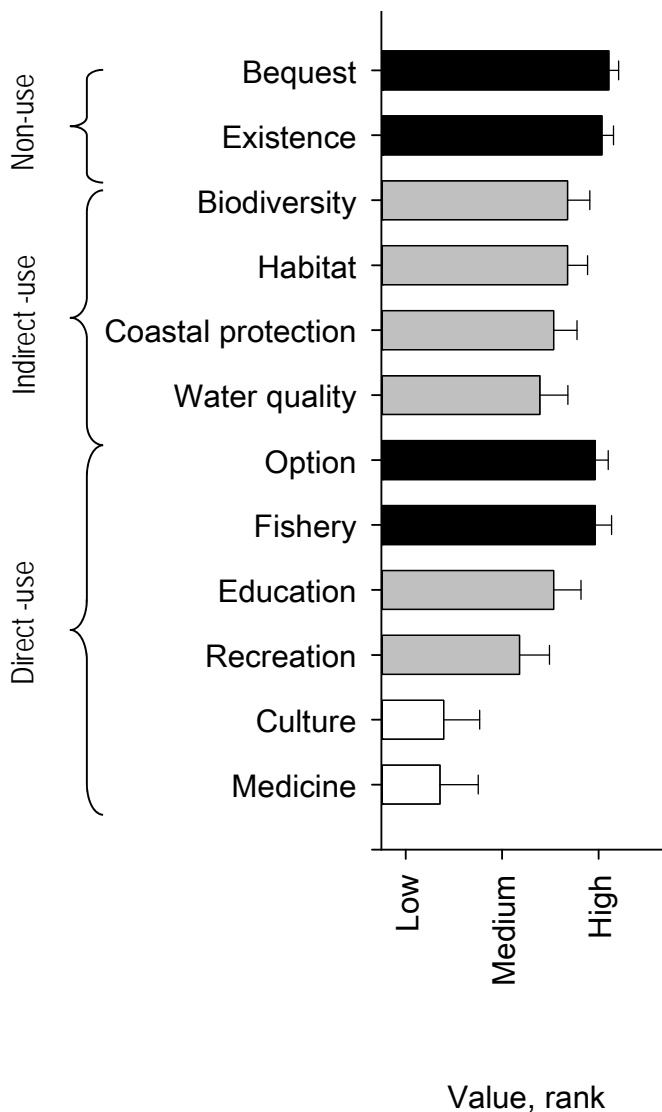 Non-use
Indirect -use
Direct -use
Bequest
Existence
Biodiversity
Habitat
Coastal protection
Water quality
Option
Fishery
Education
Recreation
Culture
Medicine
Low
Medium
High
Value, rank